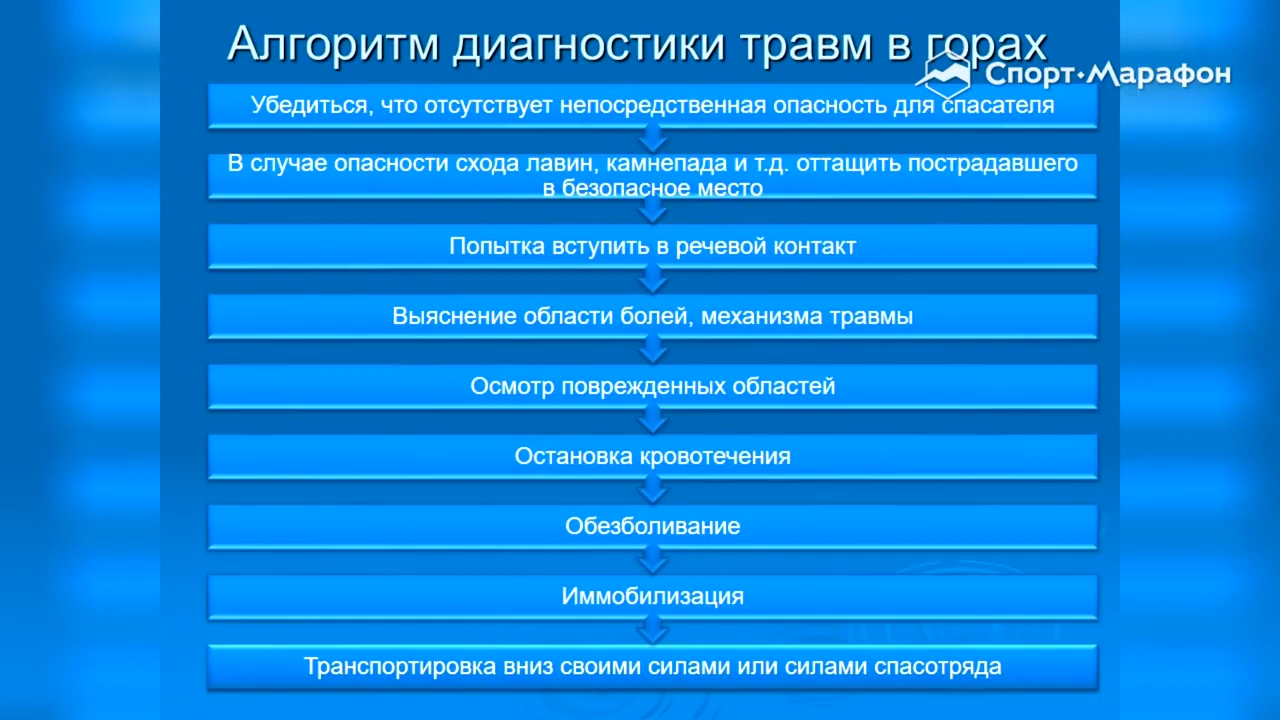 Алгоритм диагностики травм в горах
Спорт-Марафон
Убедиться, что отсутствует непосредственная опасность для спасателя
В случае опасности схода лавин, камнепада и т.д. оттащить пострадавшего
в безопасное место
Попытка вступить в речевой контакт
Выяснение области болей, механизма травмы
Осмотр поврежденных областей
Остановка кровотечения
Обезболивание
Иммобилизация
Транспортировка вниз своими силами или силами спасотряда